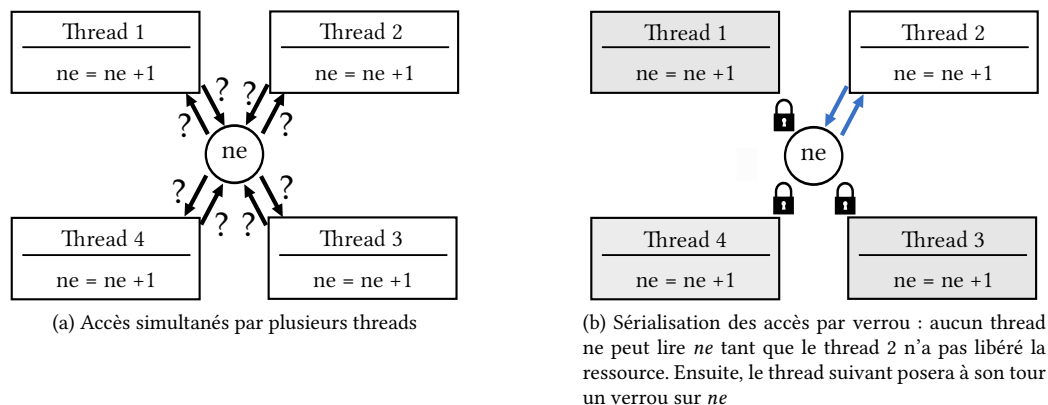 Thread 1
ne = ne +1
Thread 2
ne = ne +1
? ?
? ?
ne
? ?
? ?
Thread 4
ne = ne +1
Thread 3
ne = ne +1
(a) Accès simultanés par plusieurs threads
Thread 1
ne = ne +1
Thread 2
ne = ne +1
ne
Thread 4
ne = ne +1
Thread 3
ne = ne +1
(b) Sérialisation des accès par verrou : aucun thread
ne peut lire ne tant que le thread 2 n'a pas libéré la
ressource. Ensuite, le thread suivant posera à son tour
un verrou sur ne